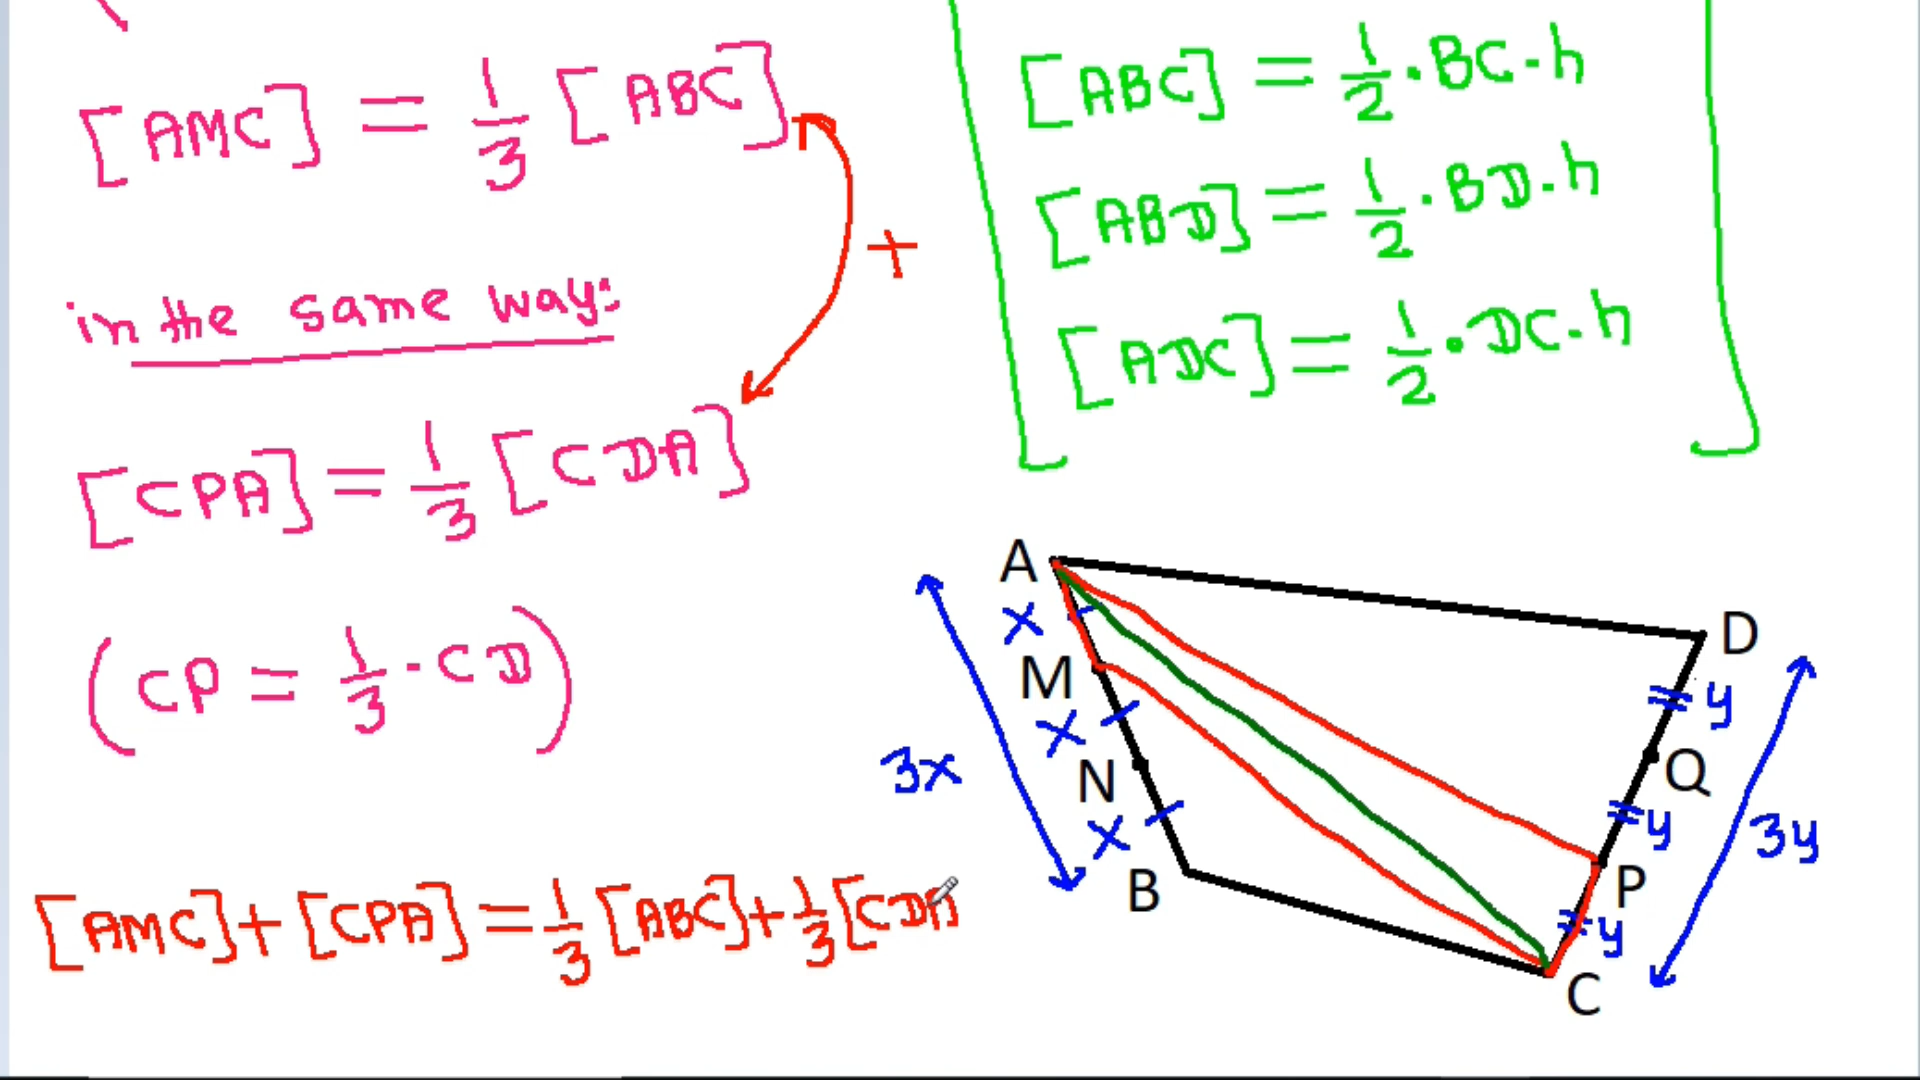 [AMC] = 1/3 [ABC]
+
in the same way:
[CPA] = 1/3 [CDA]
(CP = 1/3 · CD)
[AMC] + [CPA] = 1/3 [ABC] + 1/3 [CDA
[ABC] = 1/2 · BC · h
[ABD] = 1/2 · BD · h
[ADC] = 1/2 · DC · h
A
D
x
M
y
x
3x
N
Q
x
y
3y
B
P
y
C